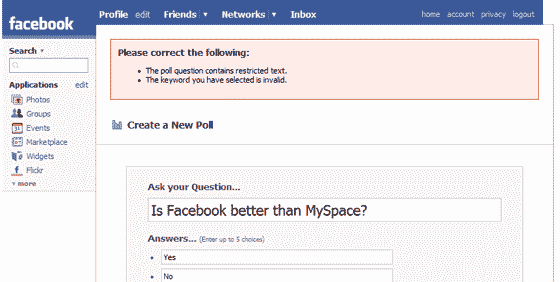 facebook
Profile edit Friends Networks Inbox
home account privacy logout
Search
Applications edit
Photos
Groups
Events
31
Marketplace
Widgets
Flickr
more
Please correct the following:
The poll question contains restricted text.
The keyword you have selected is invalid.
Create a New Poll
Ask your Question...
Is Facebook better than MySpace?
Answers... (Enter up to 5 choices)
Yes
No